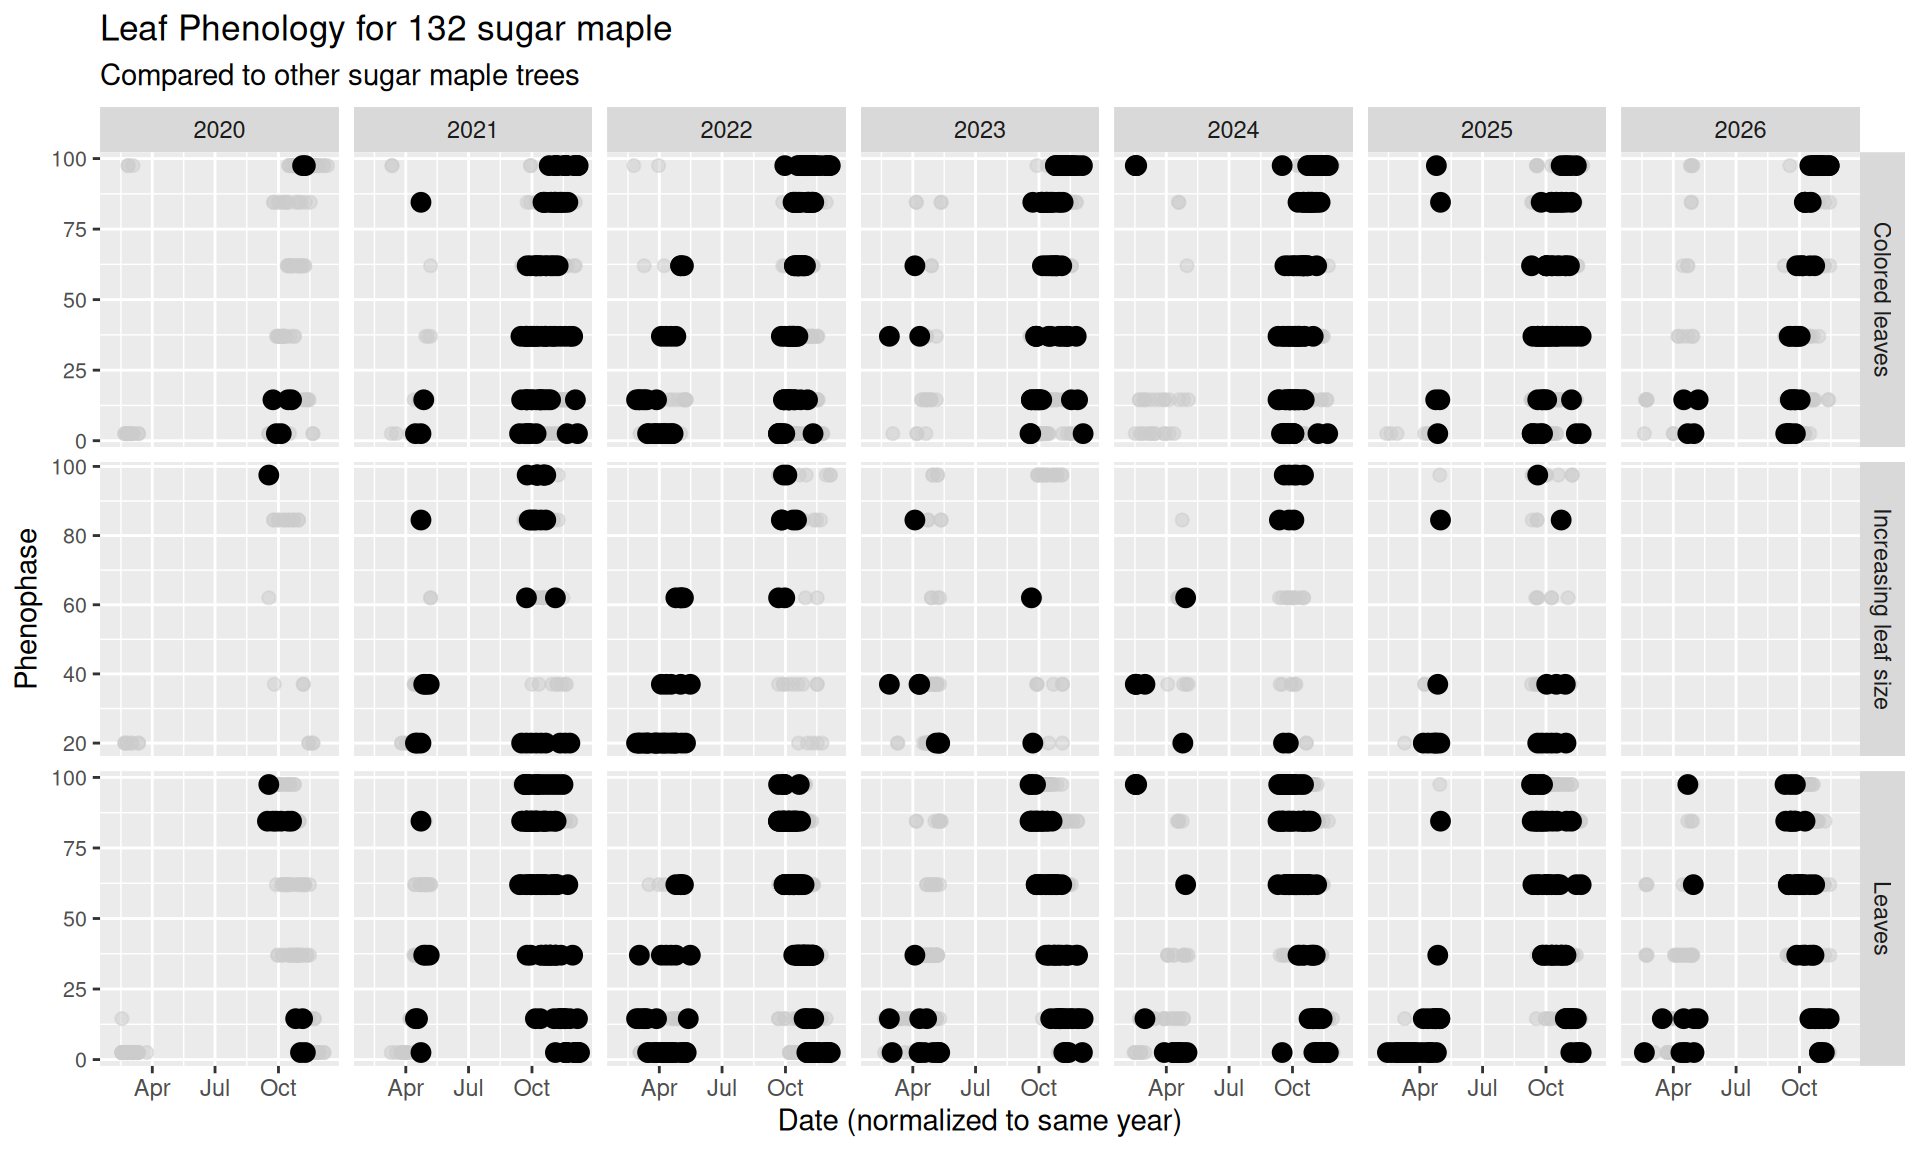 Leaf Phenology for 132 sugar maple
Compared to other sugar maple trees
2020 2021 2022 2023 2024 2025 2026
100
75
50
25
0
Colored leaves
100
80
60
40
20
Increasing leaf size
100
75
50
25
0
Leaves
Phenophase
Apr Jul Oct Apr Jul Oct Apr Jul Oct Apr Jul Oct Apr Jul Oct Apr Jul Oct Apr Jul Oct
Date (normalized to same year)